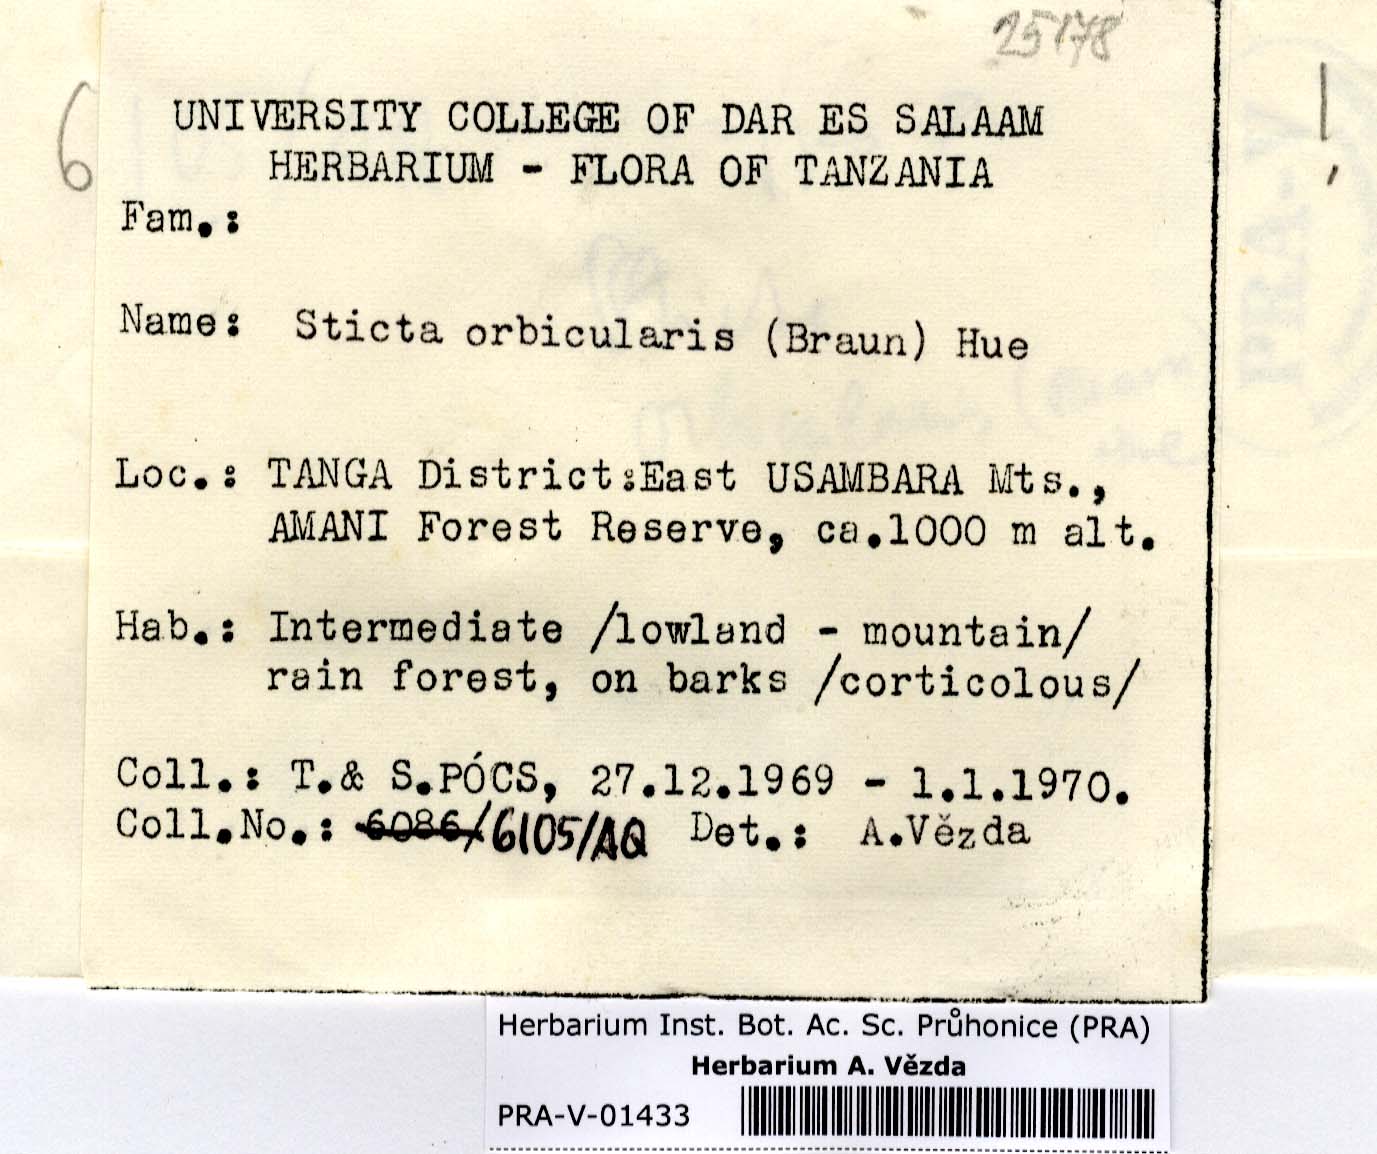 25178
6
!
UNIVERSITY COLLEGE OF DAR ES SALAAM
HERBARIUM - FLORA OF TANZANIA
Fam.:
Name: Sticta orbicularis (Braun) Hue
Loc.: TANGA District:East USAMBARA Mts.,
AMANI Forest Reserve, ca.1000 m alt.
Hab.: Intermediate /lowland - mountain/
rain forest, on barks /corticolous/
Coll.: T.& S.PÓCS, 27.12.1969 - 1.1.1970.
Coll.No.: 6086/6105/AQ Det.: A.Vězda
Herbarium Inst. Bot. Ac. Sc. Průhonice (PRA)
Herbarium A. Vězda
PRA-V-01433